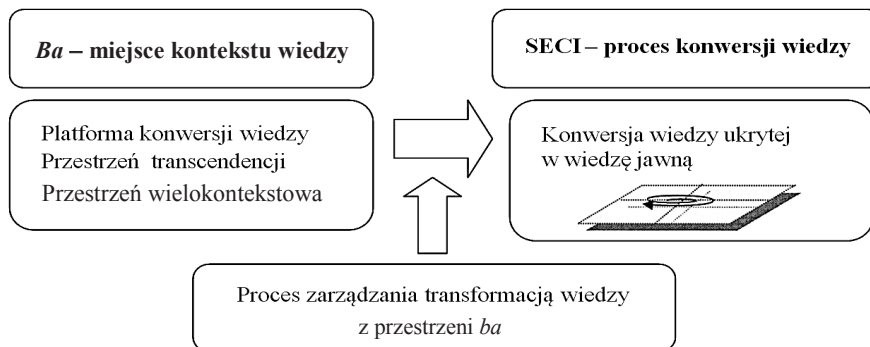 Ba – miejsce kontekstu wiedzy
Platforma konwersji wiedzy
Przestrzeń transcendencji
Przestrzeń wielokontekstowa
SECI – proces konwersji wiedzy
Konwersja wiedzy ukrytej
w wiedzę jawną
Proces zarządzania transformacją wiedzy
z przestrzeni ba